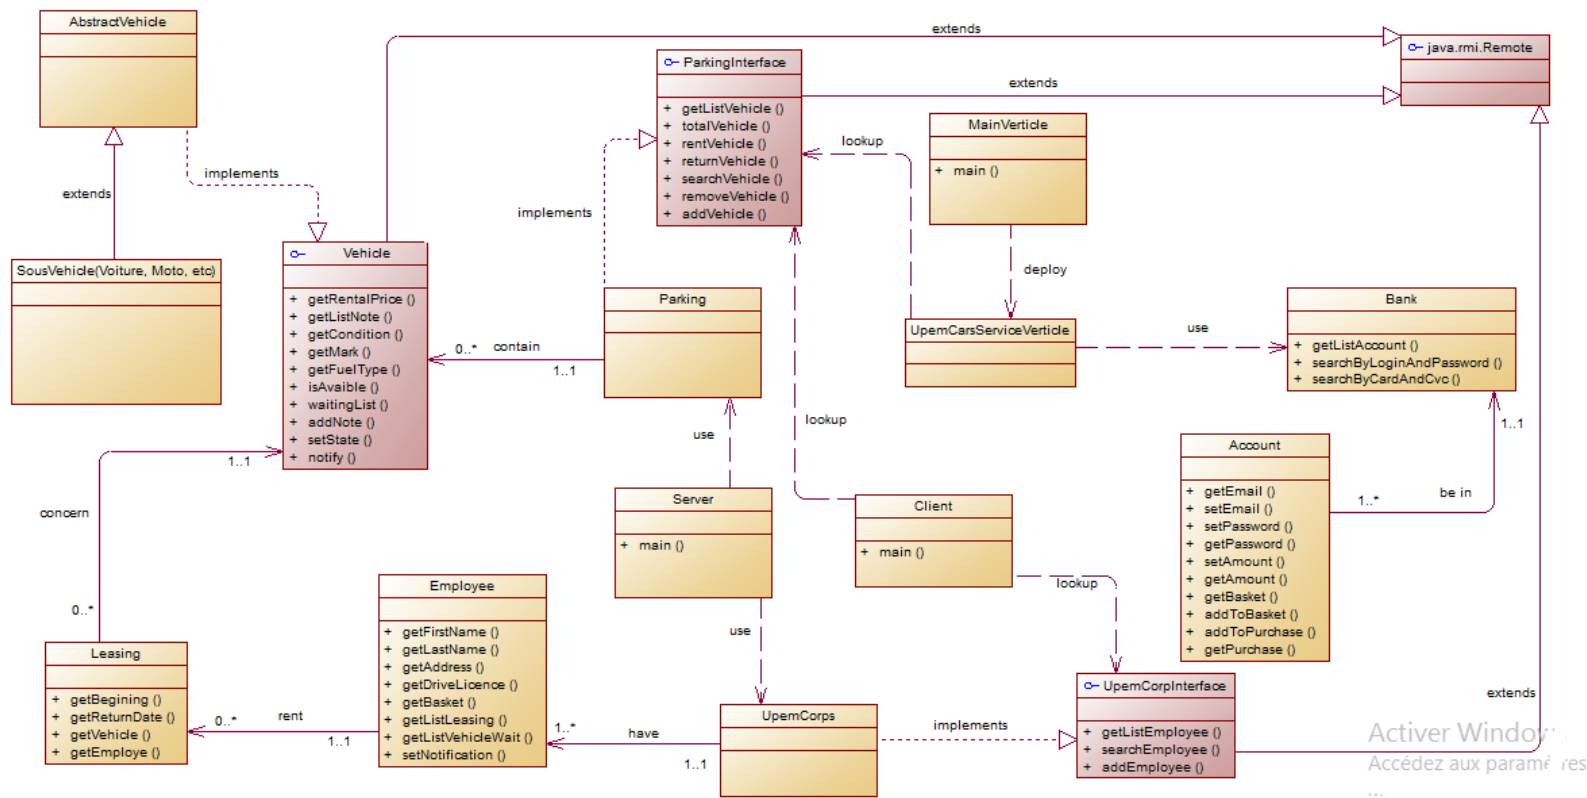 AbstractVehicle
extends
java.rmi.Remote
ParkingInterface
+ getListVehicle ()
+ totalVehicle ()
+ rentVehicle ()
+ returnVehicle ()
+ searchVehicle ()
+ removeVehicle ()
+ addVehicle ()
extends
MainVerticle
+ main ()
lookup
implements
extends
implements
deploy
SousVehicle(Voiture, Moto, etc)
Vehicle
+ getRentalPrice ()
+ getListNote ()
+ getCondition ()
+ getMark ()
+ getFuelType ()
+ isAvaible ()
+ waitingList ()
+ addNote ()
+ setState ()
+ notify ()
Parking
0..* contain
1..1
UpemCarsServiceVerticle
use
Bank
+ getListAccount ()
+ searchByLoginAndPassword ()
+ searchByCardAndCvc ()
lookup
use
1..1
1..1
Account
+ getEmail ()
+ setEmail ()
+ setPassword ()
+ getPassword ()
+ setAmount ()
+ getAmount ()
+ getBasket ()
+ addToBasket ()
+ addToPurchase ()
+ getPurchase ()
1..* be in
concern
Server
+ main ()
Client
+ main ()
lookup
0..*
Employee
+ getFirstName ()
+ getLastName ()
+ getAddress ()
+ getDriveLicence ()
+ getBasket ()
+ getListLeasing ()
+ getListVehicleWait ()
+ setNotification ()
use
Leasing
+ getBegining ()
+ getReturnDate ()
+ getVehicle ()
+ getEmploye ()
0..* rent
1..1
1..* have
1..1
UpemCorps
implements
UpemCorpInterface
+ getListEmployee ()
+ searchEmployee ()
+ addEmployee ()
extends
Activer
Accédez aux